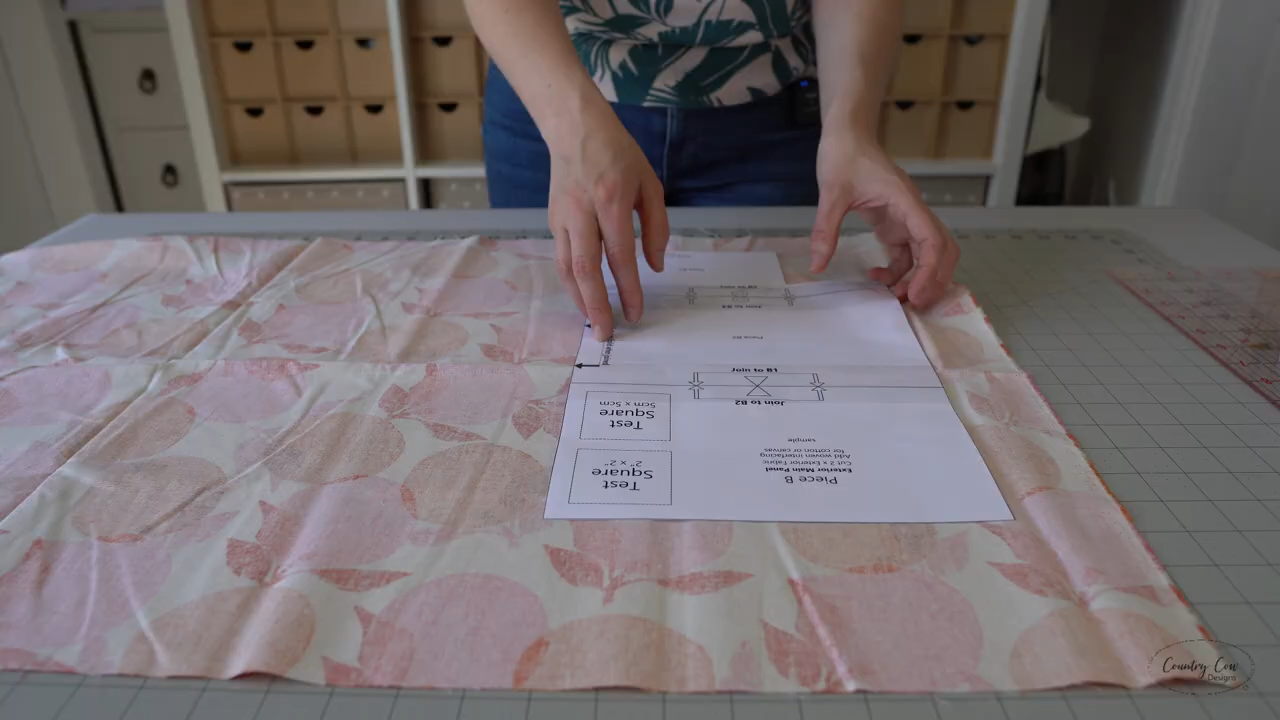 Join to B1
Join to B2
Test
Square
5cm x 5cm
Test
Square
2" x 2"
Piece B
Exterior Main Panel
Cut 2 x Exterior Fabric
Add woven interfacing
for cotton or canvas
sample
Country Cow
Designs